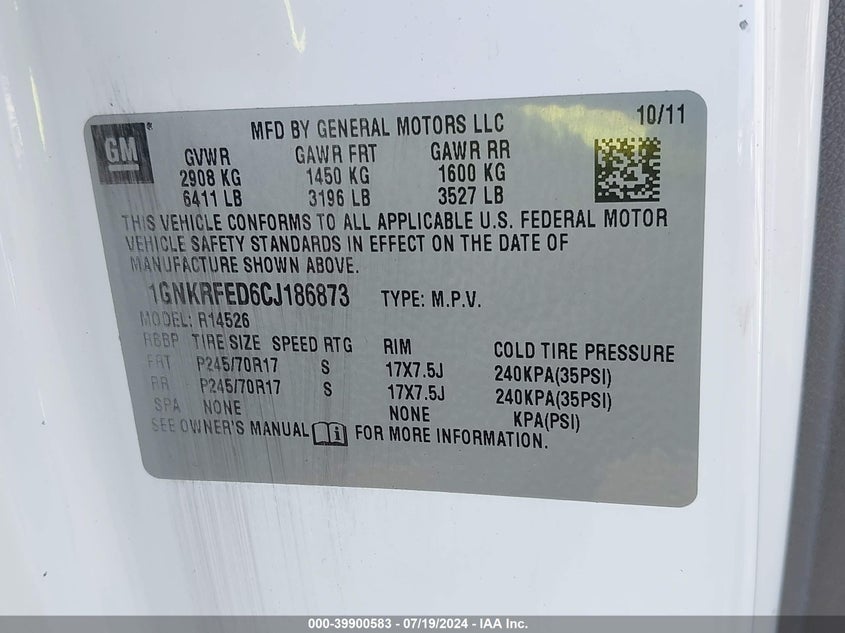 GM
MFD BY GENERAL MOTORS LLC 10/11
GVWR GAWR FRT GAWR RR
2908 KG 1450 KG 1600 KG
6411 LB 3196 LB 3527 LB
THIS VEHICLE CONFORMS TO ALL APPLICABLE U.S. FEDERAL MOTOR
VEHICLE SAFETY STANDARDS IN EFFECT ON THE DATE OF
MANUFACTURE SHOWN ABOVE.
1GNKRFED6CJ186873 TYPE: M.P.V.
MODEL: R14526
RBBP TIRE SIZE SPEED RTG RIM COLD TIRE PRESSURE
FRT P245/70R17 S 17X7.5J 240KPA(35PSI)
RR P245/70R17 S 17X7.5J 240KPA(35PSI)
SPA NONE NONE KPA(PSI)
SEE OWNER'S MANUAL FOR MORE INFORMATION.
000-39900583 - 07/19/2024 - IAA Inc.